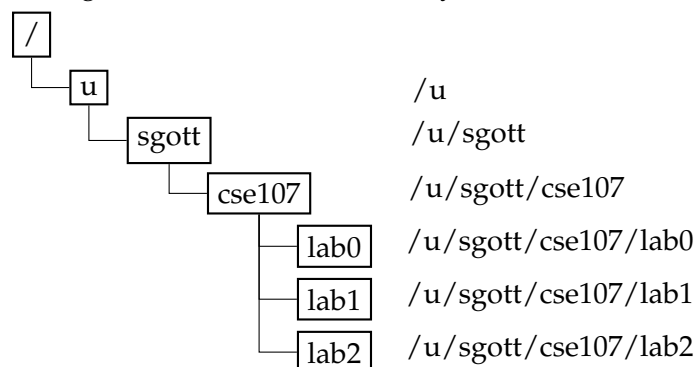 /
u /u
sgott /u/sgott
cse107 /u/sgott/cse107
lab0 /u/sgott/cse107/lab0
lab1 /u/sgott/cse107/lab1
lab2 /u/sgott/cse107/lab2